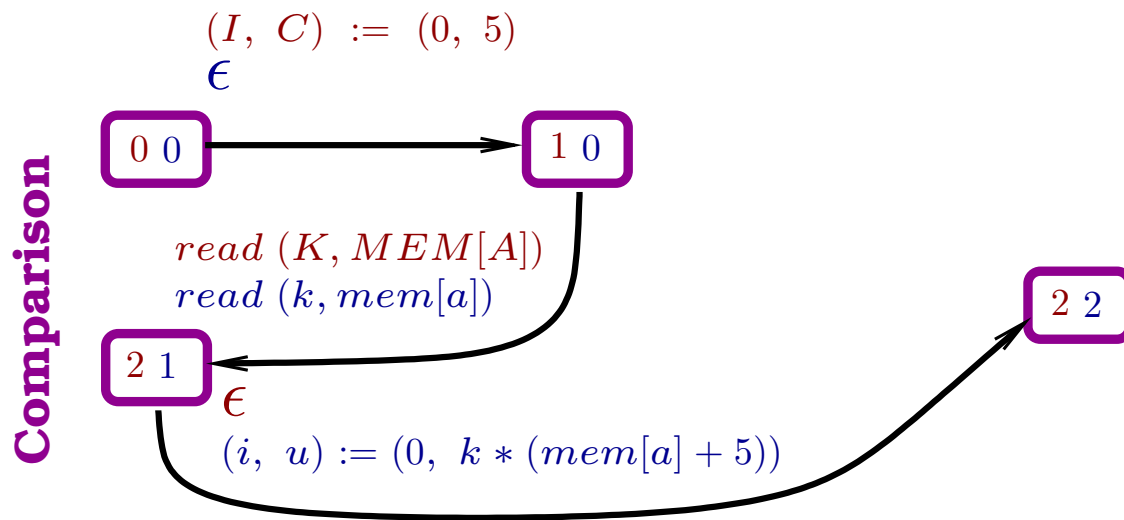 (I, C) := (0, 5)
ϵ
0 0
1 0
Comparison
read (K, MEM[A])
read (k, mem[a])
2 2
2 1
ϵ
(i, u) := (0, k ∗ (mem[a] + 5))